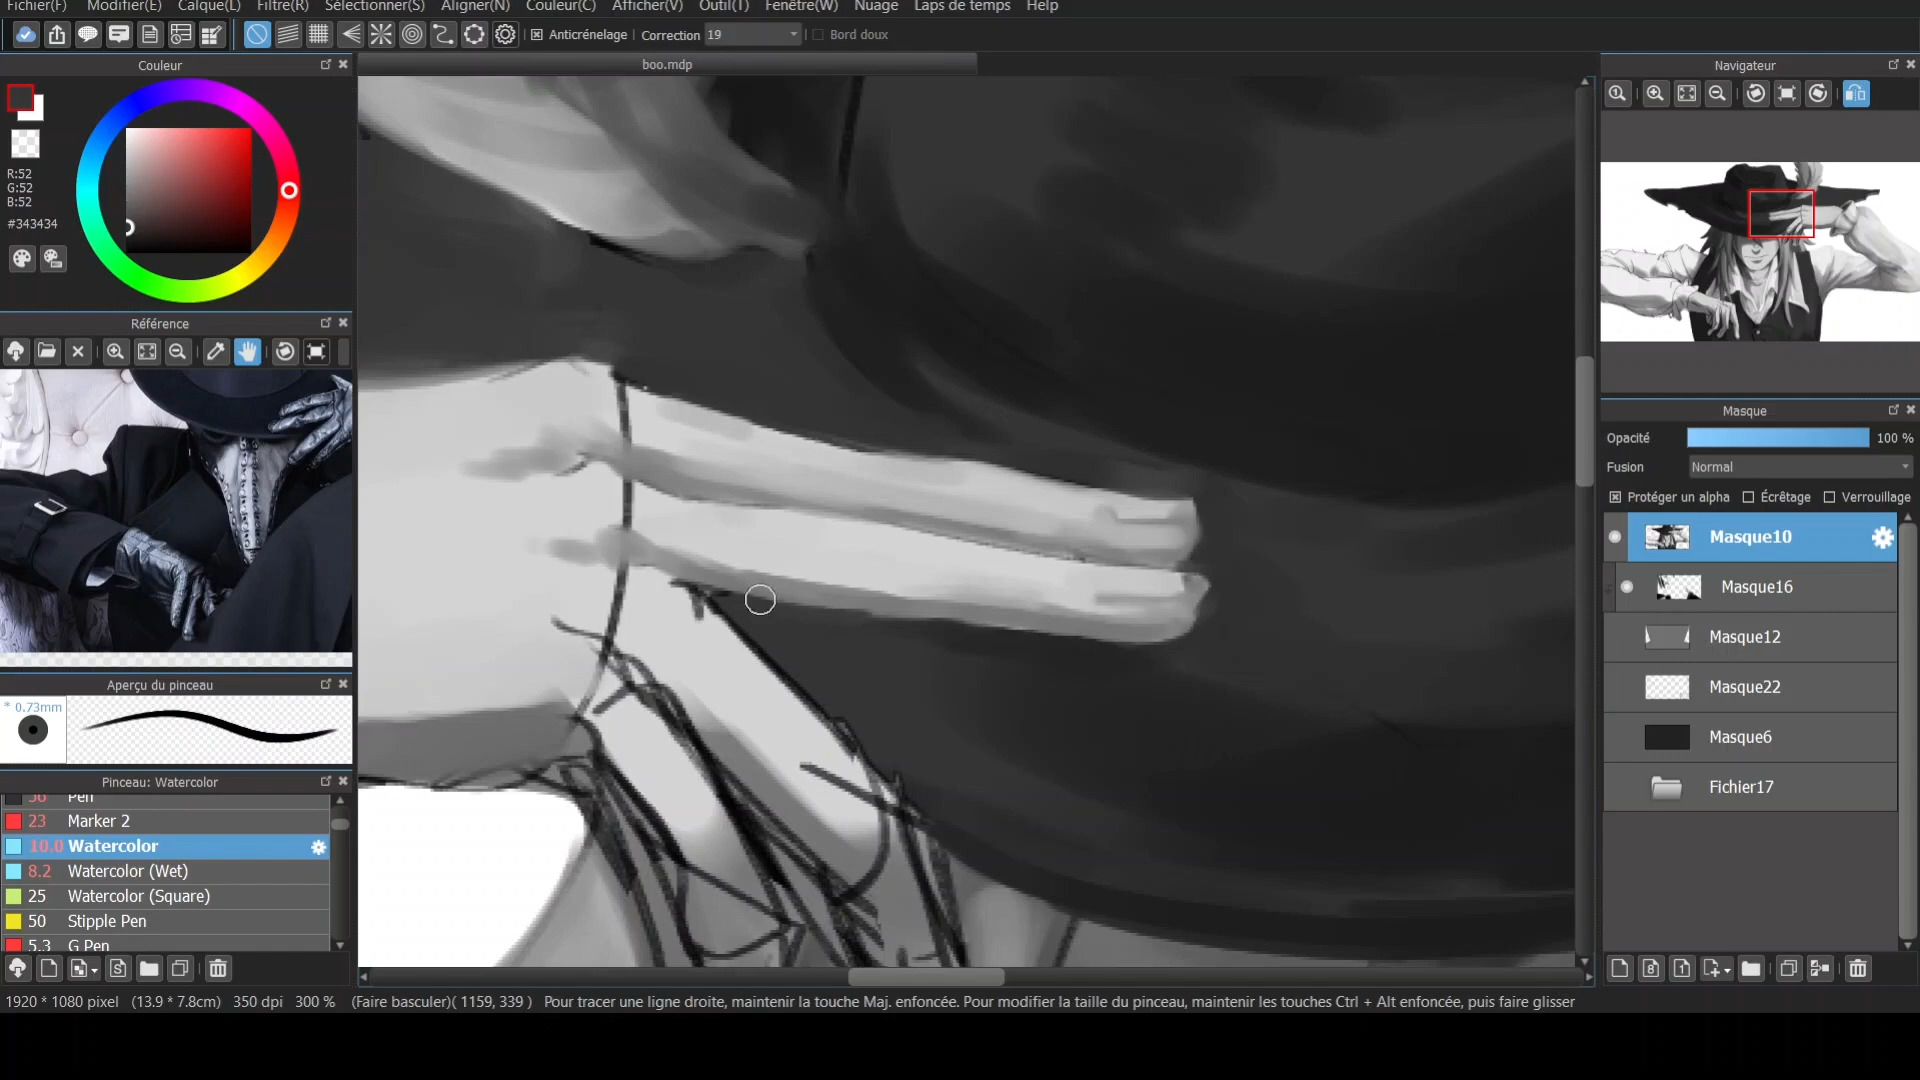 Fichier(F) Modifier(E) Calque(L) Filtre(R) Sélectionner(S) Aligner(N) Couleur(C) Afficher(V) Outil(T) Fenêtre(W) Nuage Laps de temps Help
Anticrénelage Correction 19 Bord doux
Couleur
boo.mdp
Navigateur
R:52
G:52
B:52
#343434
Référence
Masque
Opacité 100 %
Fusion Normal
Protéger un alpha Écrêtage Verrouillage
Masque10
Masque16
Masque12
Masque22
Masque6
Fichier17
Aperçu du pinceau
* 0.73mm
Pinceau: Watercolor
56 Pen
23 Marker 2
10.0 Watercolor
8.2 Watercolor (Wet)
25 Watercolor (Square)
50 Stipple Pen
5.3 G Pen
1920 * 1080 pixel (13.9 * 7.8cm) 350 dpi 300 % (Faire basculer)( 1159, 339 ) Pour tracer une ligne droite, maintenir la touche Maj. enfoncée. Pour modifier la taille du pinceau, maintenir les touches Ctrl + Alt enfoncée, puis faire glisser